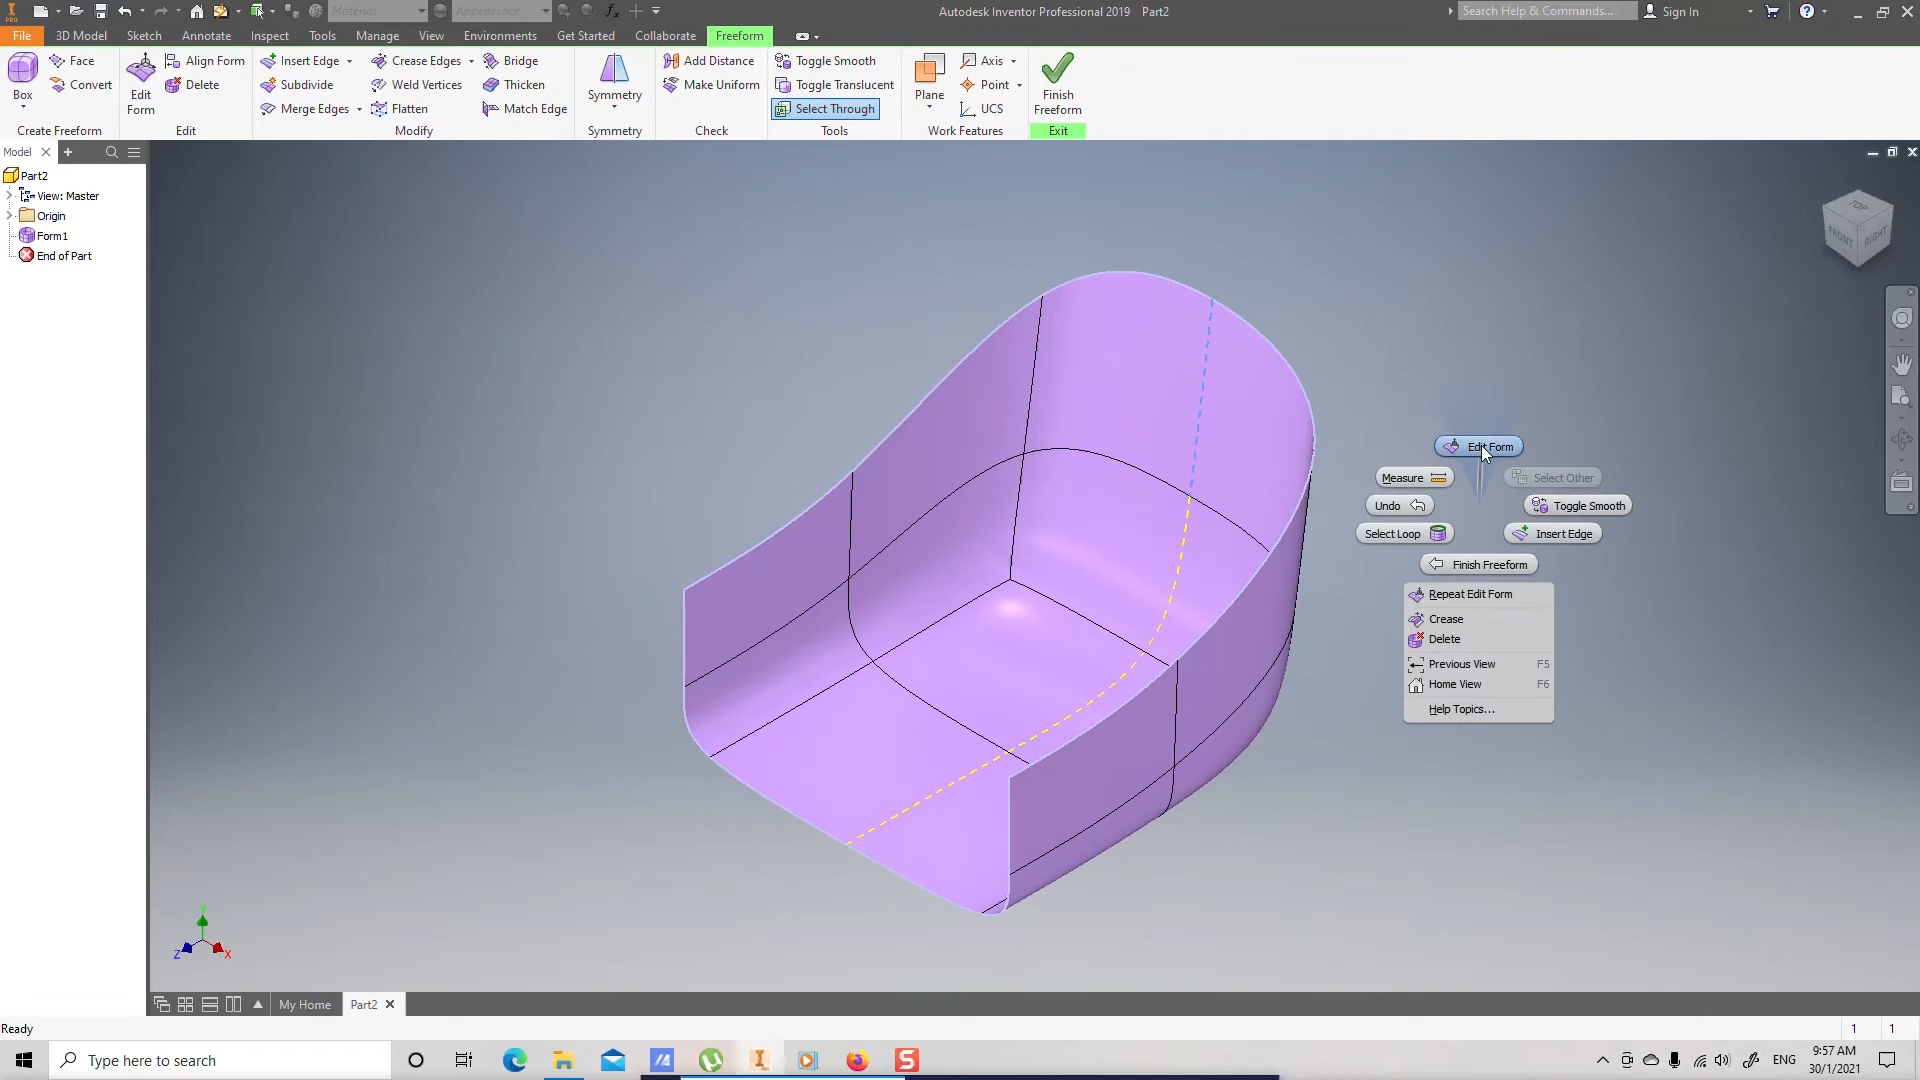 Material
Appearance
Autodesk Inventor Professional 2019 Part2
Search Help & Commands...
Sign In
PRO
File 3D Model Sketch Annotate Inspect Tools Manage View Environments Get Started Collaborate Freeform
Box
Face
Convert
Create Freeform
Edit
Form
Align Form
Delete
Edit
Insert Edge
Subdivide
Merge Edges
Crease Edges
Weld Vertices
Flatten
Bridge
Thicken
Match Edge
Modify
Symmetry
Symmetry
Add Distance
Make Uniform
Check
Toggle Smooth
Toggle Translucent
Select Through
Tools
Plane
Axis
Point
UCS
Work Features
Finish
Freeform
Exit
Model
Part2
View: Master
Origin
Form1
End of Part
TOP
FRONT
RIGHT
Edit Form
Measure
Select Other
Undo
Toggle Smooth
Select Loop
Insert Edge
Finish Freeform
Repeat Edit Form
Crease
Delete
Previous View F5
Home View F6
Help Topics...
Y
Z
X
My Home
Part2
Ready
1 1
Type here to search
ENG
9:57 AM
30/1/2021